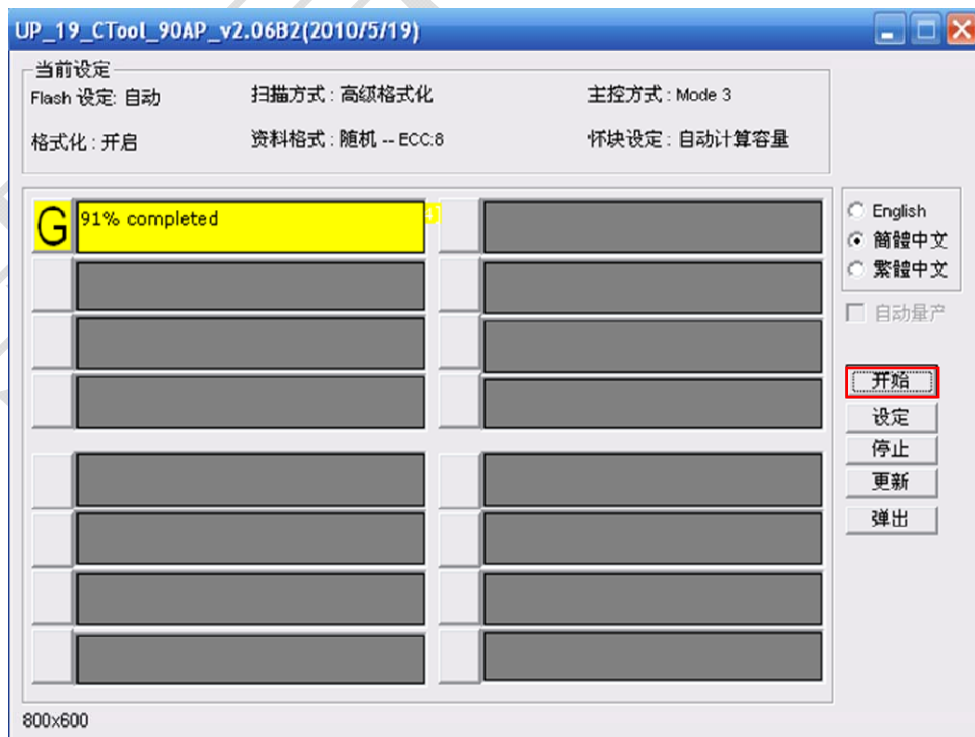 UP_19_CTool_90AP_v2.06B2(2010/5/19)
当前设定
Flash 设定: 自动 扫描方式 : 高级格式化 主控方式 : Mode 3
格式化 : 开启 资料格式 : 随机 -- ECC:8 怀块设定 : 自动计算容量
G 91% completed
English
簡體中文
繁體中文
自动量产
开始
设定
停止
更新
弹出
800x600